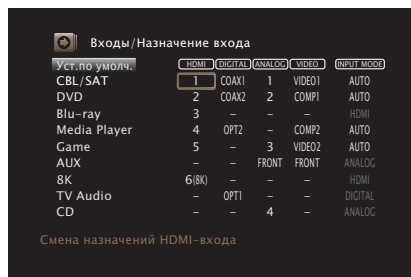 Входы/Назначение входа
Уст.по умолч. HDMI DIGITAL ANALOG VIDEO INPUT MODE
CBL/SAT 1 COAX1 1 VIDEO1 AUTO
DVD 2 COAX2 2 COMP1 AUTO
Blu-ray 3 – – – HDMI
Media Player 4 OPT2 – COMP2 AUTO
Game 5 – 3 VIDEO2 AUTO
AUX – – FRONT FRONT ANALOG
8K 6(8K) – – – HDMI
TV Audio – OPT1 – – DIGITAL
CD – – 4 – ANALOG
Смена назначений HDMI-входа